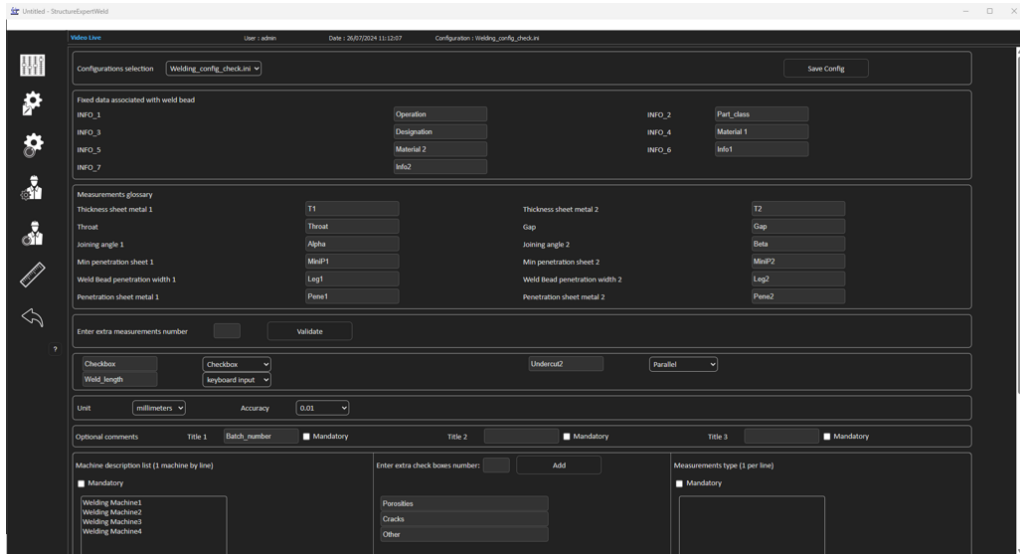 Untitled - StructureExpertWeld
Video Live User : admin Date : 26/07/2024 11:12:07 Configuration : Welding_config_check.ini
Configurations selection Welding_config_check.ini Save Config
Fixed data associated with weld bead
INFO_1 Operation INFO_2 Part_class
INFO_3 Designation INFO_4 Material 1
INFO_5 Material 2 INFO_6 Info1
INFO_7 Info2
Measurements glossary
Thickness sheet metal 1 T1 Thickness sheet metal 2 T2
Throat Throat Gap Gap
Joining angle 1 Alpha Joining angle 2 Beta
Min penetration sheet 1 MiniP1 Min penetration sheet 2 MiniP2
Weld Bead penetration width 1 Leg1 Weld Bead penetration width 2 Leg2
Penetration sheet metal 1 Pene1 Penetration sheet metal 2 Pene2
Enter extra measurements number Validate
?
Checkbox Checkbox Undercut2 Parallel
Weld_length keyboard input
Unit millimeters Accuracy 0.01
Optional comments Title 1 Batch_number Mandatory Title 2 Mandatory Title 3 Mandatory
Machine description list (1 machine by line) Enter extra check boxes number: Add Measurements type (1 per line)
Mandatory Mandatory
Welding Machine1 Porosities
Welding Machine2 Cracks
Welding Machine3 Other
Welding Machine4